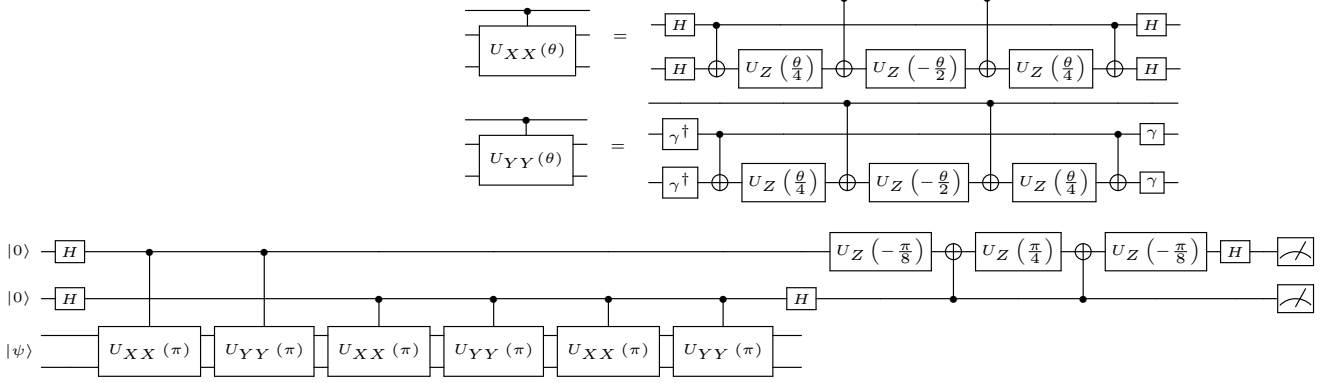 U_{XX}(θ) = H U_Z(θ/4) U_Z(−θ/2) U_Z(θ/4) H
H H
U_{YY}(θ) = γ† U_Z(θ/4) U_Z(−θ/2) U_Z(θ/4) γ
γ† γ
|0⟩ H U_Z(−π/8) U_Z(π/4) U_Z(−π/8) H
|0⟩ H H
|ψ⟩ U_{XX}(π) U_{YY}(π) U_{XX}(π) U_{YY}(π) U_{XX}(π) U_{YY}(π)